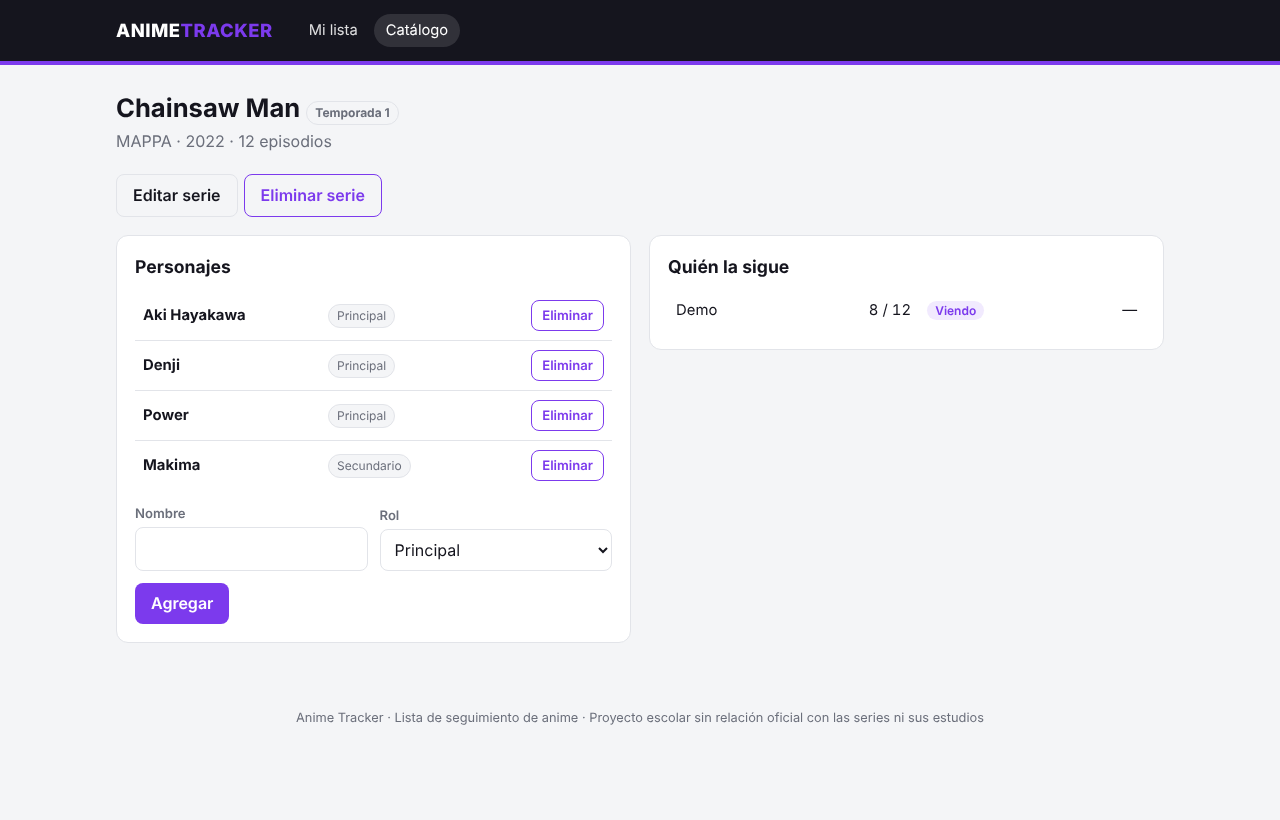 ANIMETRACKER Mi lista Catálogo
Chainsaw Man Temporada 1
MAPPA · 2022 · 12 episodios
Editar serie Eliminar serie
Personajes
Aki Hayakawa Principal Eliminar
Denji Principal Eliminar
Power Principal Eliminar
Makima Secundario Eliminar
Nombre Rol
Principal
Agregar
Quién la sigue
Demo 8 / 12 Viendo —
Anime Tracker · Lista de seguimiento de anime · Proyecto escolar sin relación oficial con las series ni sus estudios